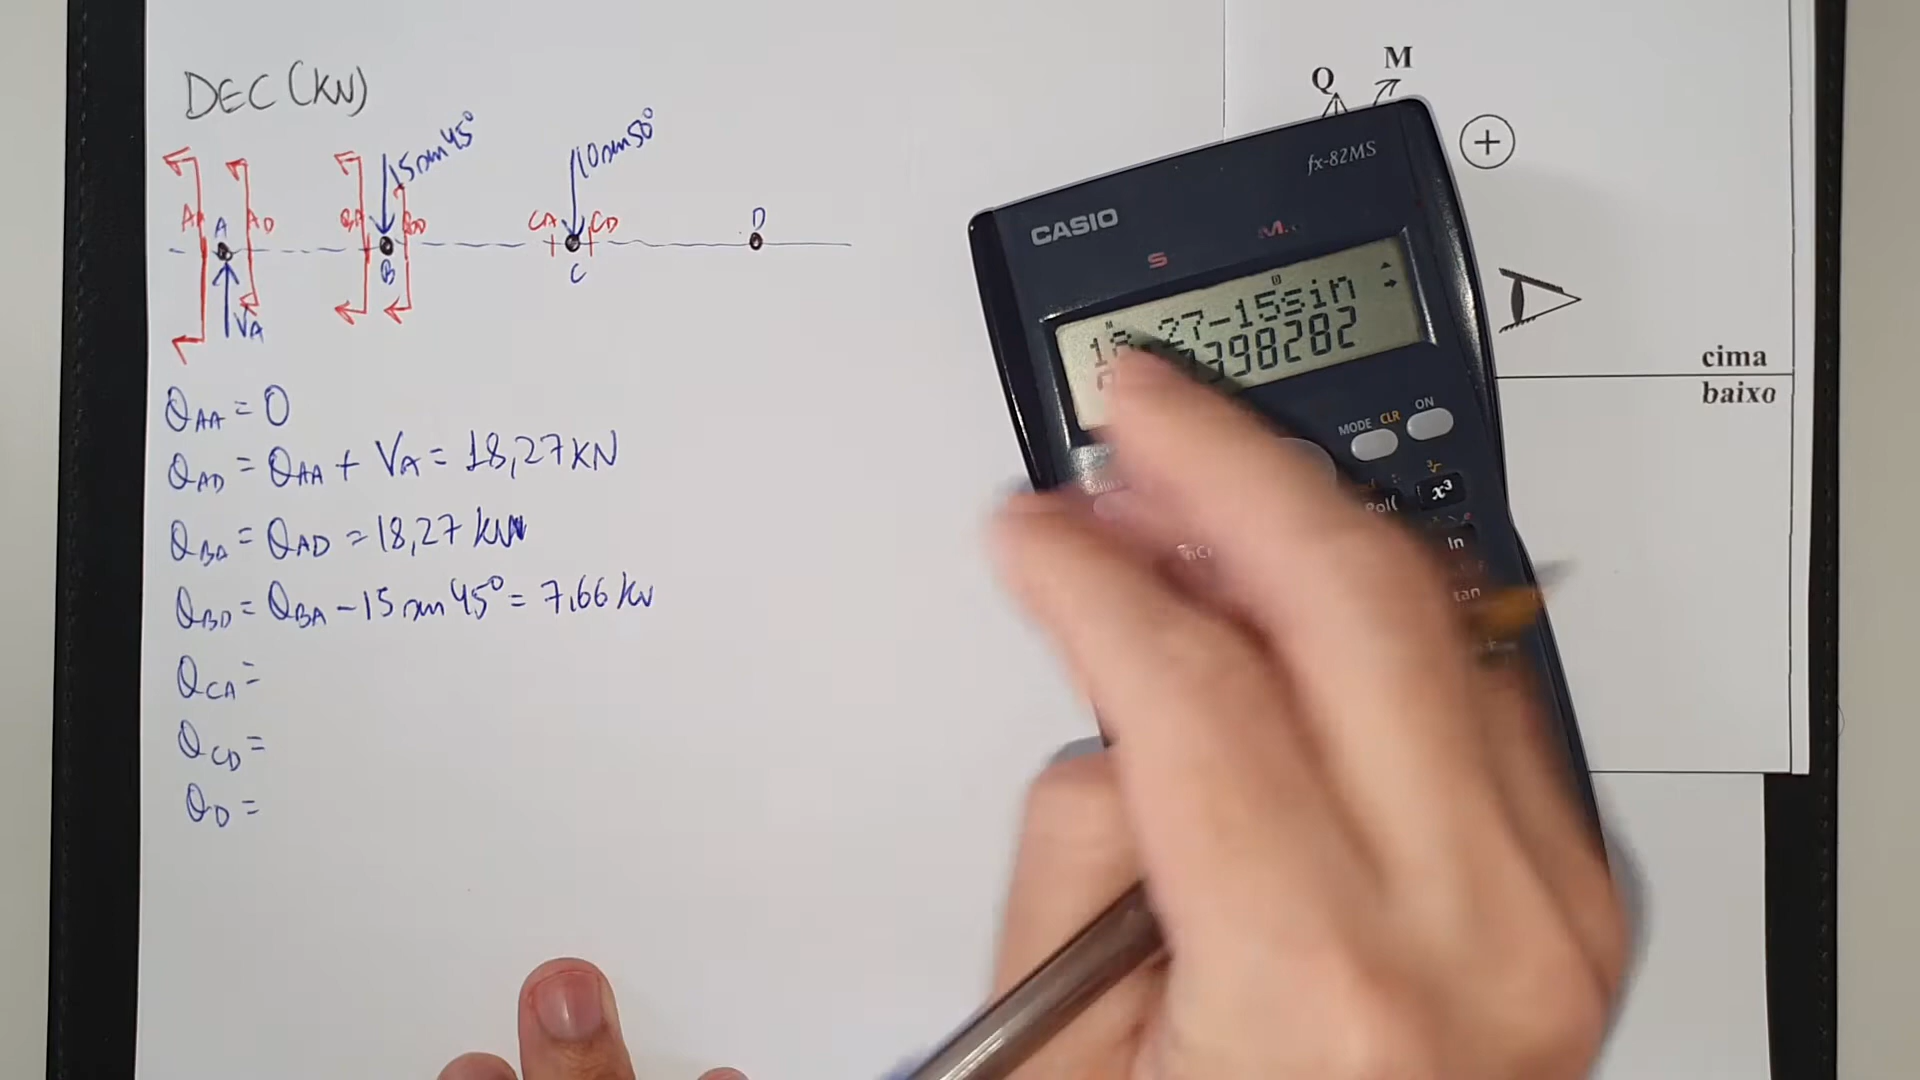 DEC (KN)
15 sen 45°
10 sen 50°
A
AD
BA
BD
CA
CD
D
A
B
C
VA
QAA = 0
QAD = QAA + VA = 18,27 KN
QBA = QAD = 18,27 KN
QBD = QBA - 15 sen 45° = 7,66 KN
QCA =
QCD =
QD =
Q
M
+
cima
baixo
CASIO
fx-82MS
S
18.27-15sin
398282
MODE CLR
ON
Pol(
x³
ln
tan